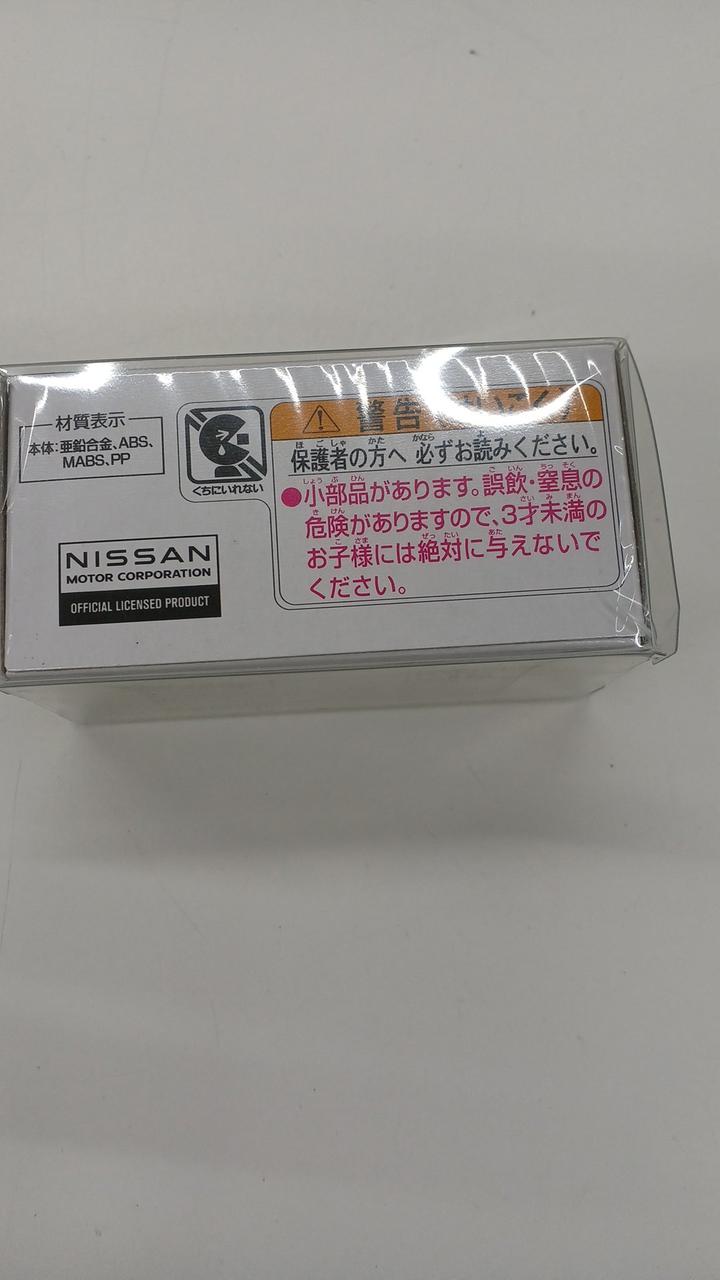 材質表示
本体:亜鉛合金、ABS、
MABS、PP
くちにいれない
NISSAN
MOTOR CORPORATION
OFFICIAL LICENSED PRODUCT
警告(けいこく)
保護者の方へ 必ずお読みください。
●小部品があります。誤飲・窒息の
危険がありますので、3才未満の
お子様には絶対に与えないで
ください。